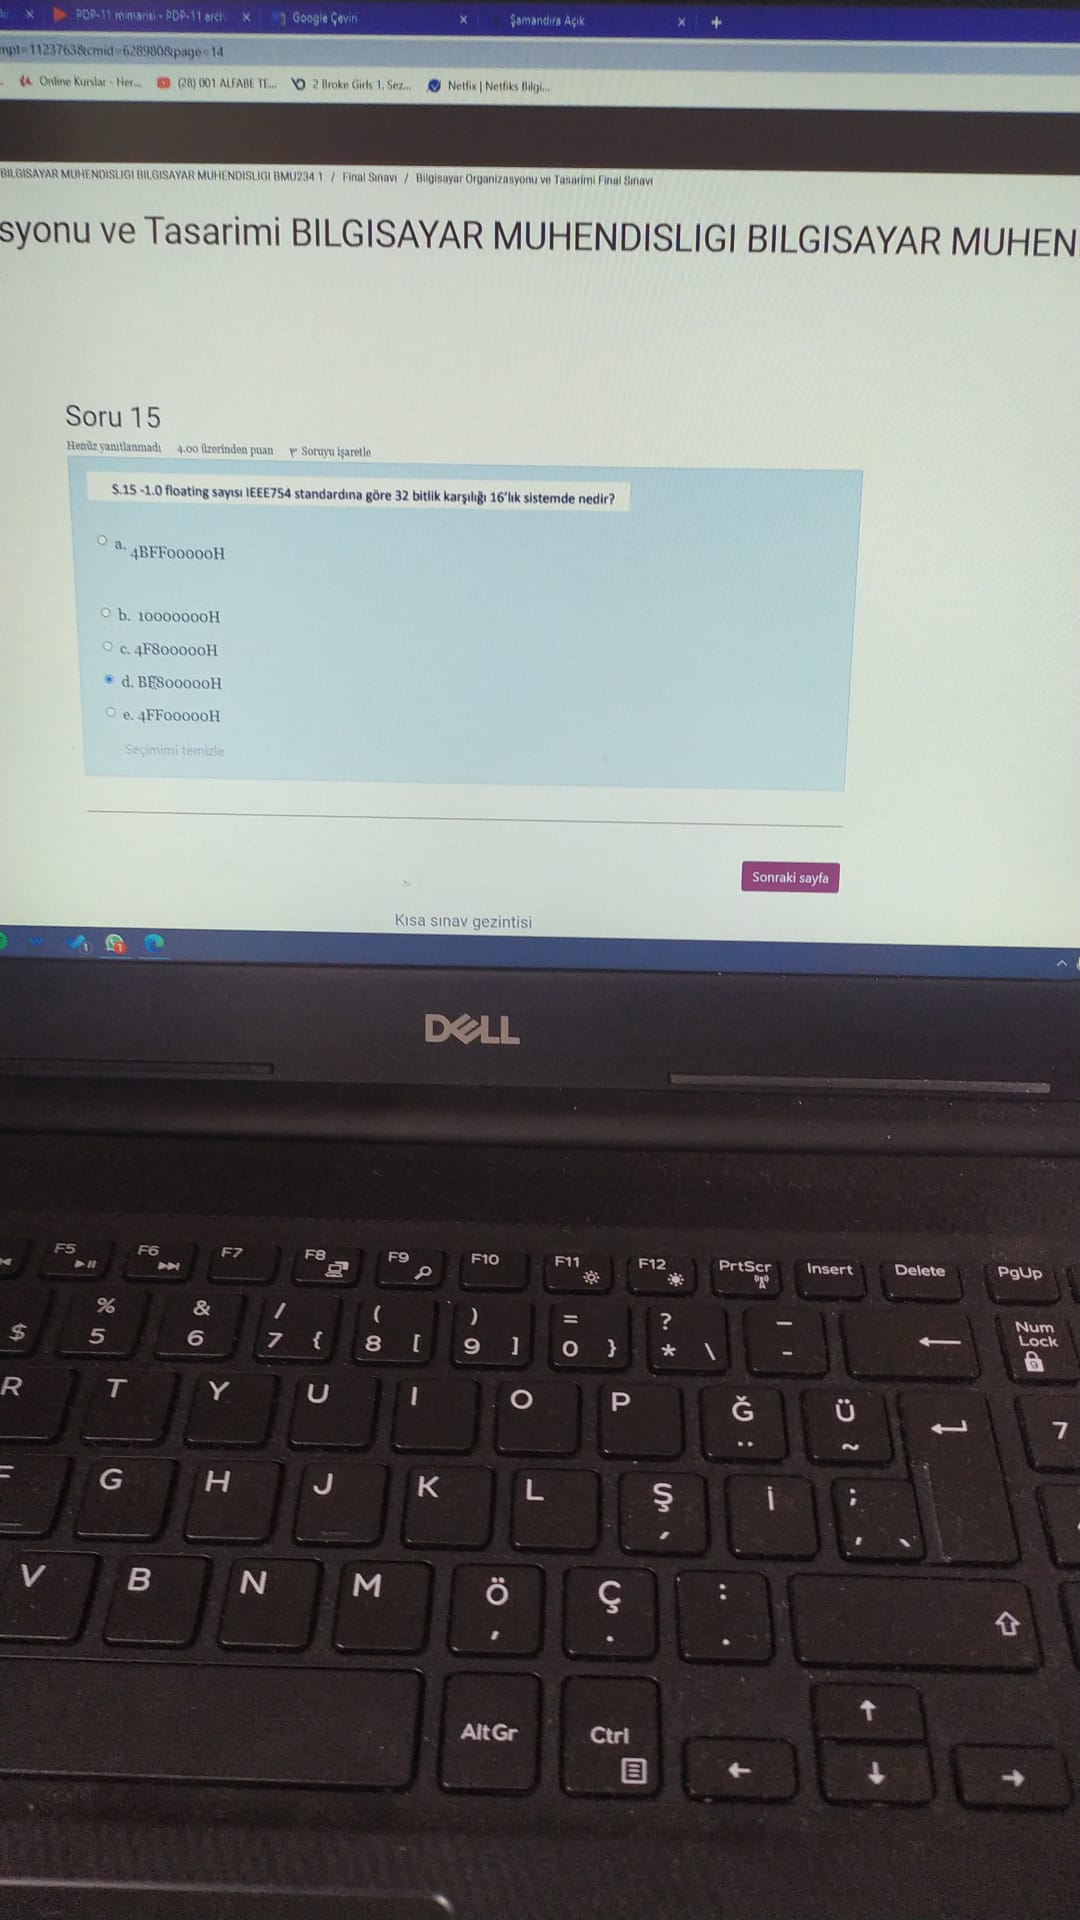 PDP-11 mimarisi - PDP-11 archi
Google Çeviri
Şamandıra Açık
mpt=1123763&cmid=628980&page=14
Online Kurslar - Her...
(28) 001 ALFABE TE...
2 Broke Girls 1. Sez...
Netfix | Netfiks Bilgi...
BILGISAYAR MUHENDISLIGI BILGISAYAR MUHENDISLIGI BMU234 1 / Final Sınavı / Bilgisayar Organizasyonu ve Tasarimi Final Sınavı
syonu ve Tasarimi BILGISAYAR MUHENDISLIGI BILGISAYAR MUHEN
Soru 15
Henüz yanıtlanmadı 4.00 üzerinden puan Soruyu işaretle
S.15 -1.0 floating sayısı IEEE754 standardına göre 32 bitlik karşılığı 16'lık sistemde nedir?
a. 4BFF00000H
b. 10000000H
c. 4F800000H
d. BF800000H
e. 4FF00000H
Seçimimi temizle
Sonraki sayfa
Kısa sınav gezintisi
DELL
F5 F6 F7 F8 F9 F10 F11 F12 PrtScr Insert Delete PgUp
$ % 5 & 6 / 7 { ( 8 [ ) 9 ] = 0 } ? * \ _ - Num Lock
R T Y U I O P Ğ ¨ Ü ~ 7
F G H J K L Ş ´ İ ; , `
V B N M Ö Ç : .
Alt Gr Ctrl